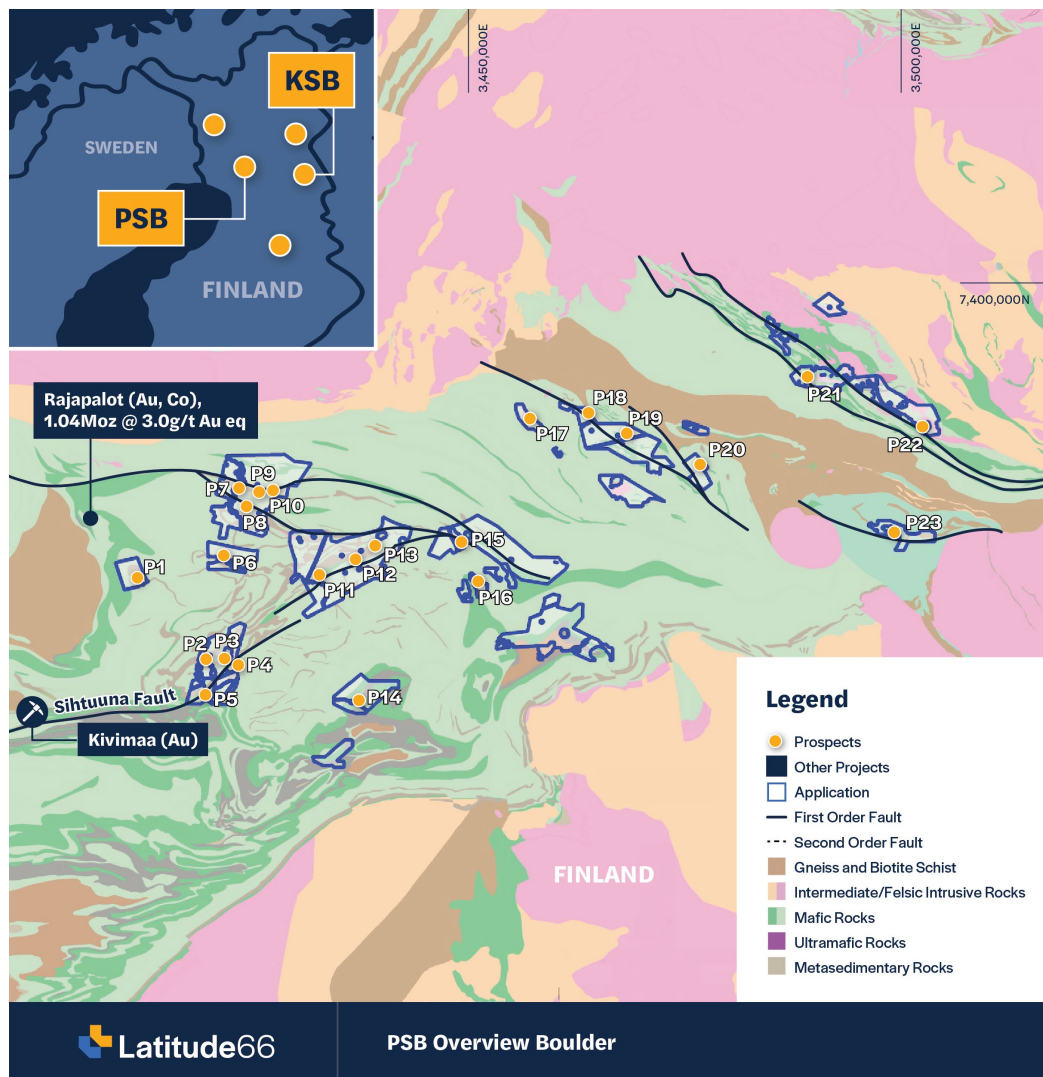 KSB
SWEDEN
PSB
FINLAND
3,450,000E
3,500,000E
7,400,000N
Rajapalot (Au, Co),
1.04Moz @ 3.0g/t Au eq
P1
P2
P3
P4
P5
P6
P7
P8
P9
P10
P11
P12
P13
P14
P15
P16
P17
P18
P19
P20
P21
P22
P23
Sihtuuna Fault
Kivimaa (Au)
FINLAND
Legend
Prospects
Other Projects
Application
First Order Fault
Second Order Fault
Gneiss and Biotite Schist
Intermediate/Felsic Intrusive Rocks
Mafic Rocks
Ultramafic Rocks
Metasedimentary Rocks
Latitude66
PSB Overview Boulder